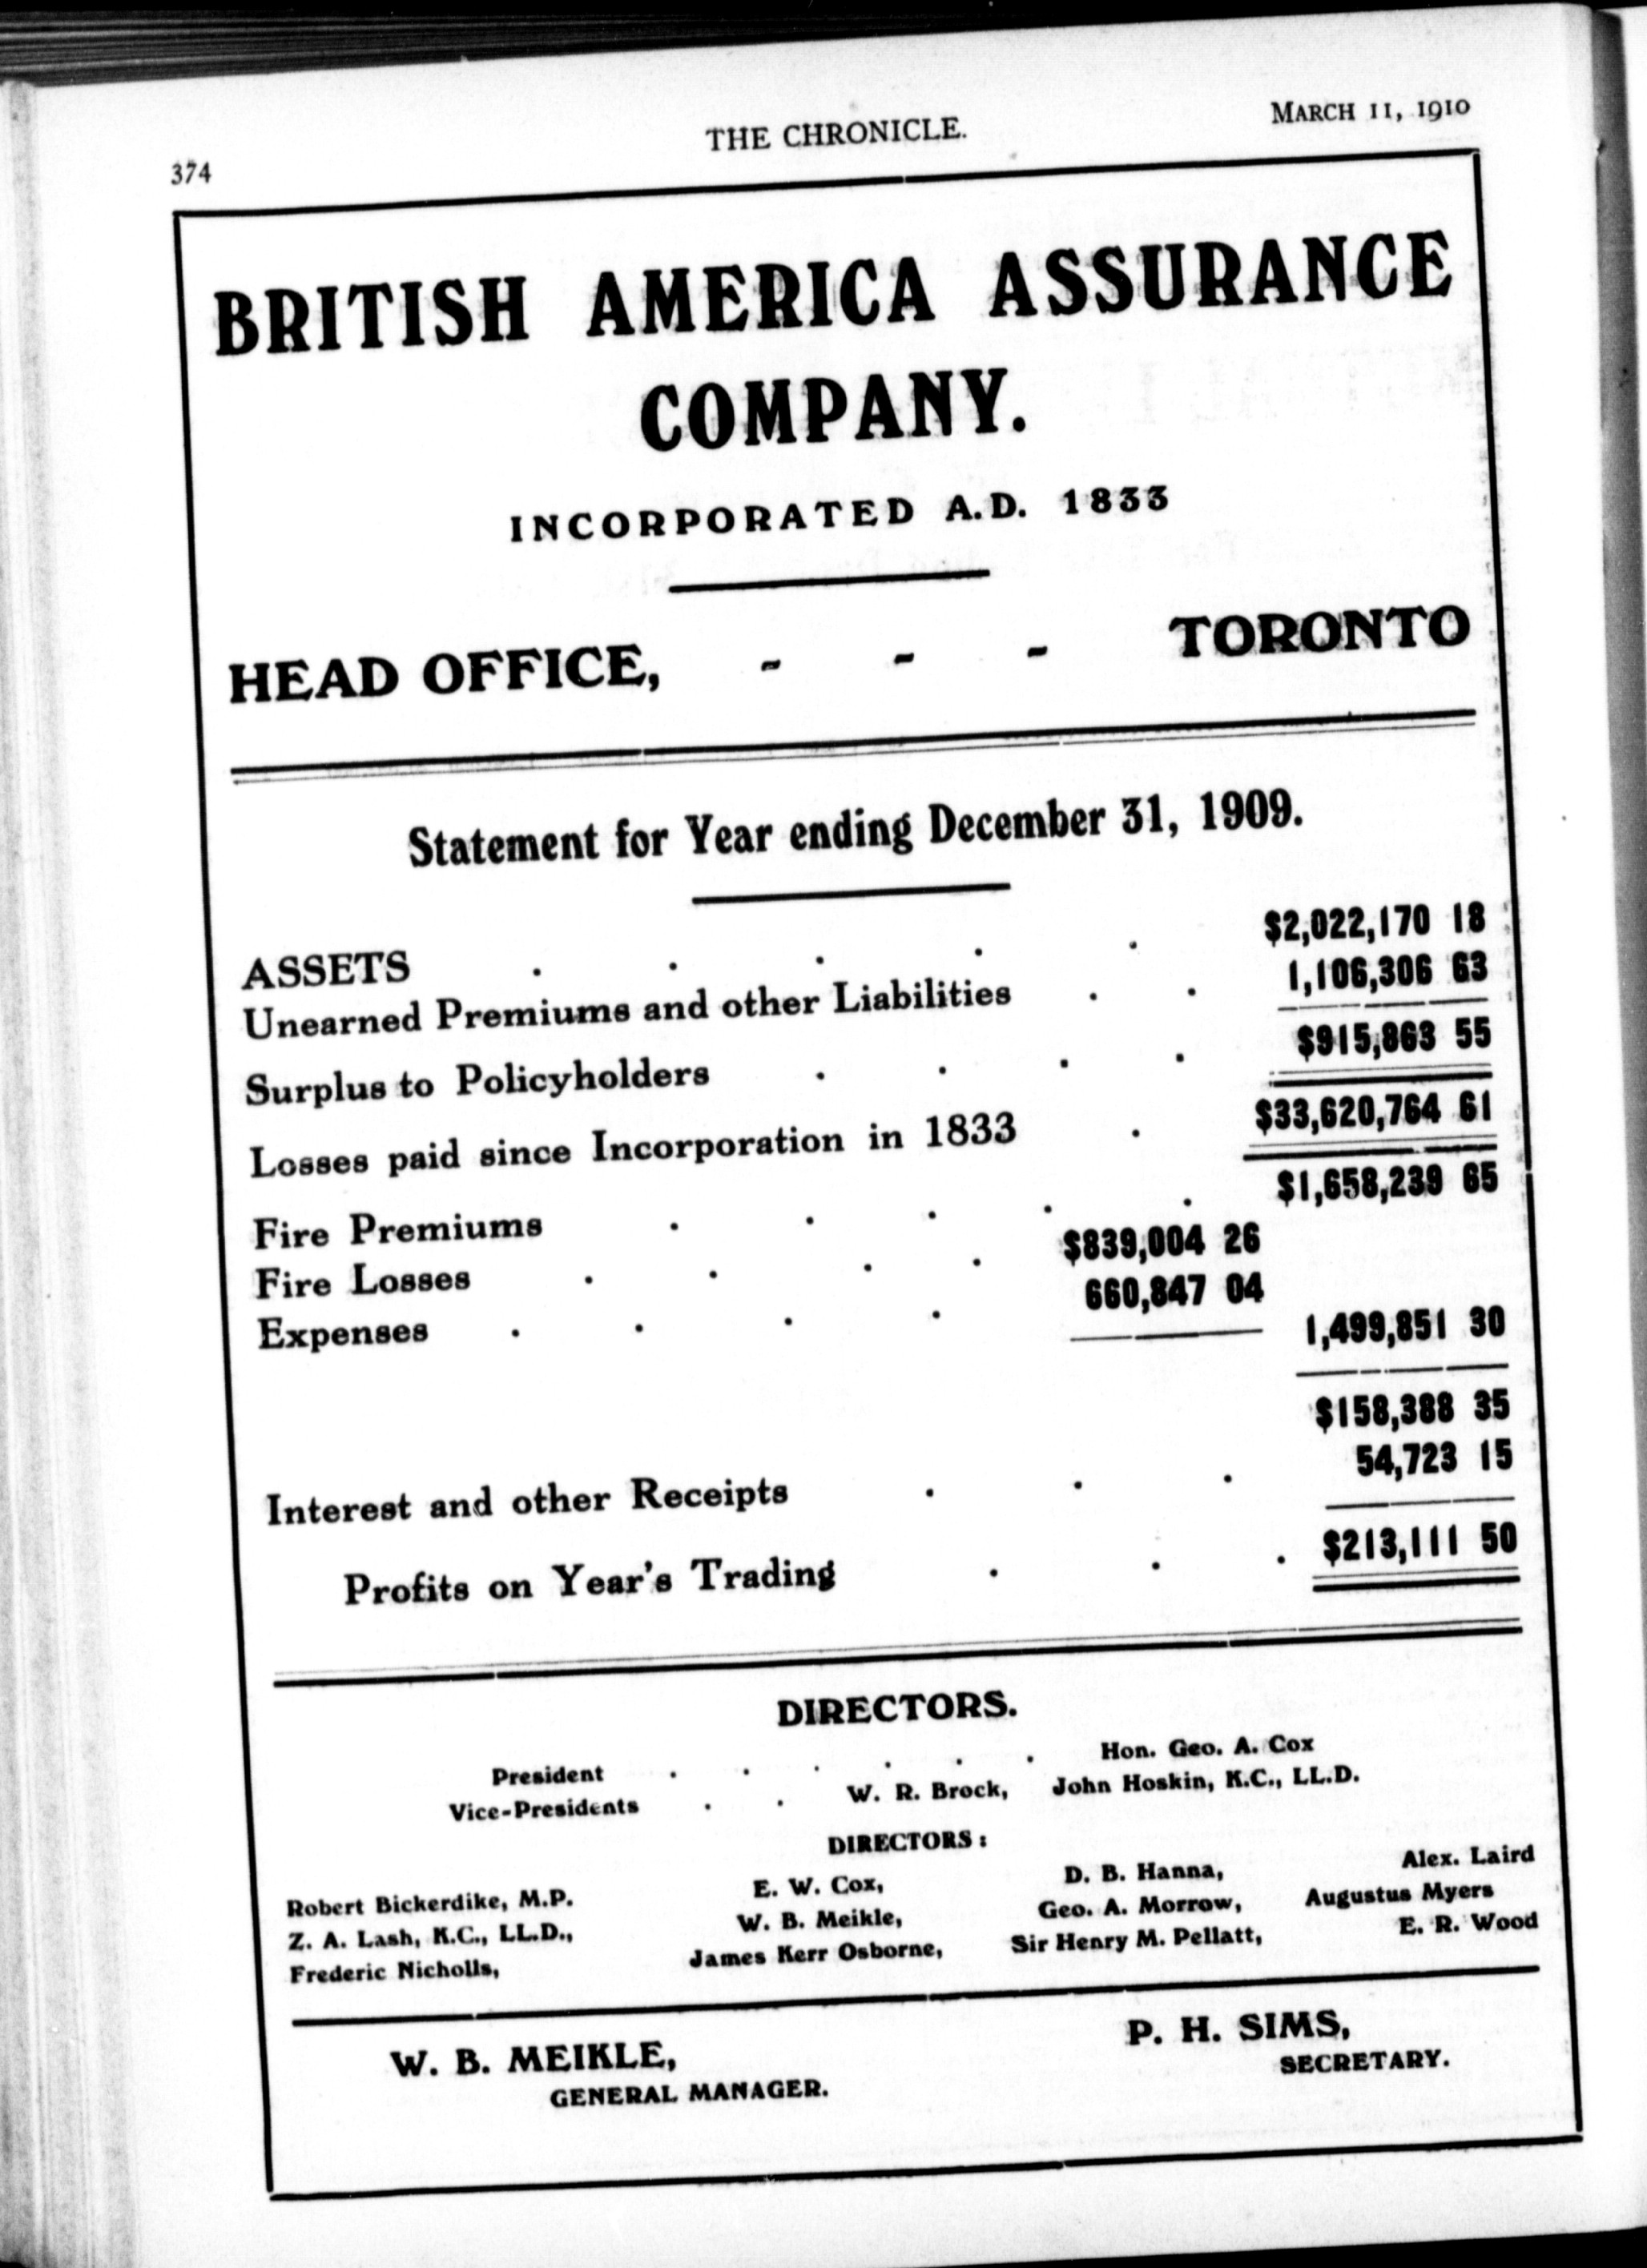 374 THE CHRONICLE. MARCH 11, 1910
BRITISH AMERICA ASSURANCE
COMPANY.
INCORPORATED A.D. 1833
HEAD OFFICE, - - - TORONTO
Statement for Year ending December 31, 1909.
ASSETS . . . . . $2,022,170 18
Unearned Premiums and other Liabilities . . 1,106,306 63
Surplus to Policyholders . . . . $915,863 55
Losses paid since Incorporation in 1833 . $33,620,764 61
Fire Premiums . . . . . $1,658,239 65
Fire Losses . . . . $839,004 26
Expenses . . . . 660,847 04
1,499,851 30
$158,388 35
Interest and other Receipts . . . 54,723 15
Profits on Year's Trading . . . $213,111 50
DIRECTORS.
President . . . . . . Hon. Geo. A. Cox
Vice-Presidents . . W. R. Brock, John Hoskin, K.C., LL.D.
DIRECTORS:
Robert Bickerdike, M.P. E. W. Cox, D. B. Hanna, Alex. Laird
Z. A. Lash, K.C., LL.D., W. B. Meikle, Geo. A. Morrow, Augustus Myers
Frederic Nicholls, James Kerr Osborne, Sir Henry M. Pellatt, E. R. Wood
W. B. MEIKLE, P. H. SIMS,
GENERAL MANAGER. SECRETARY.